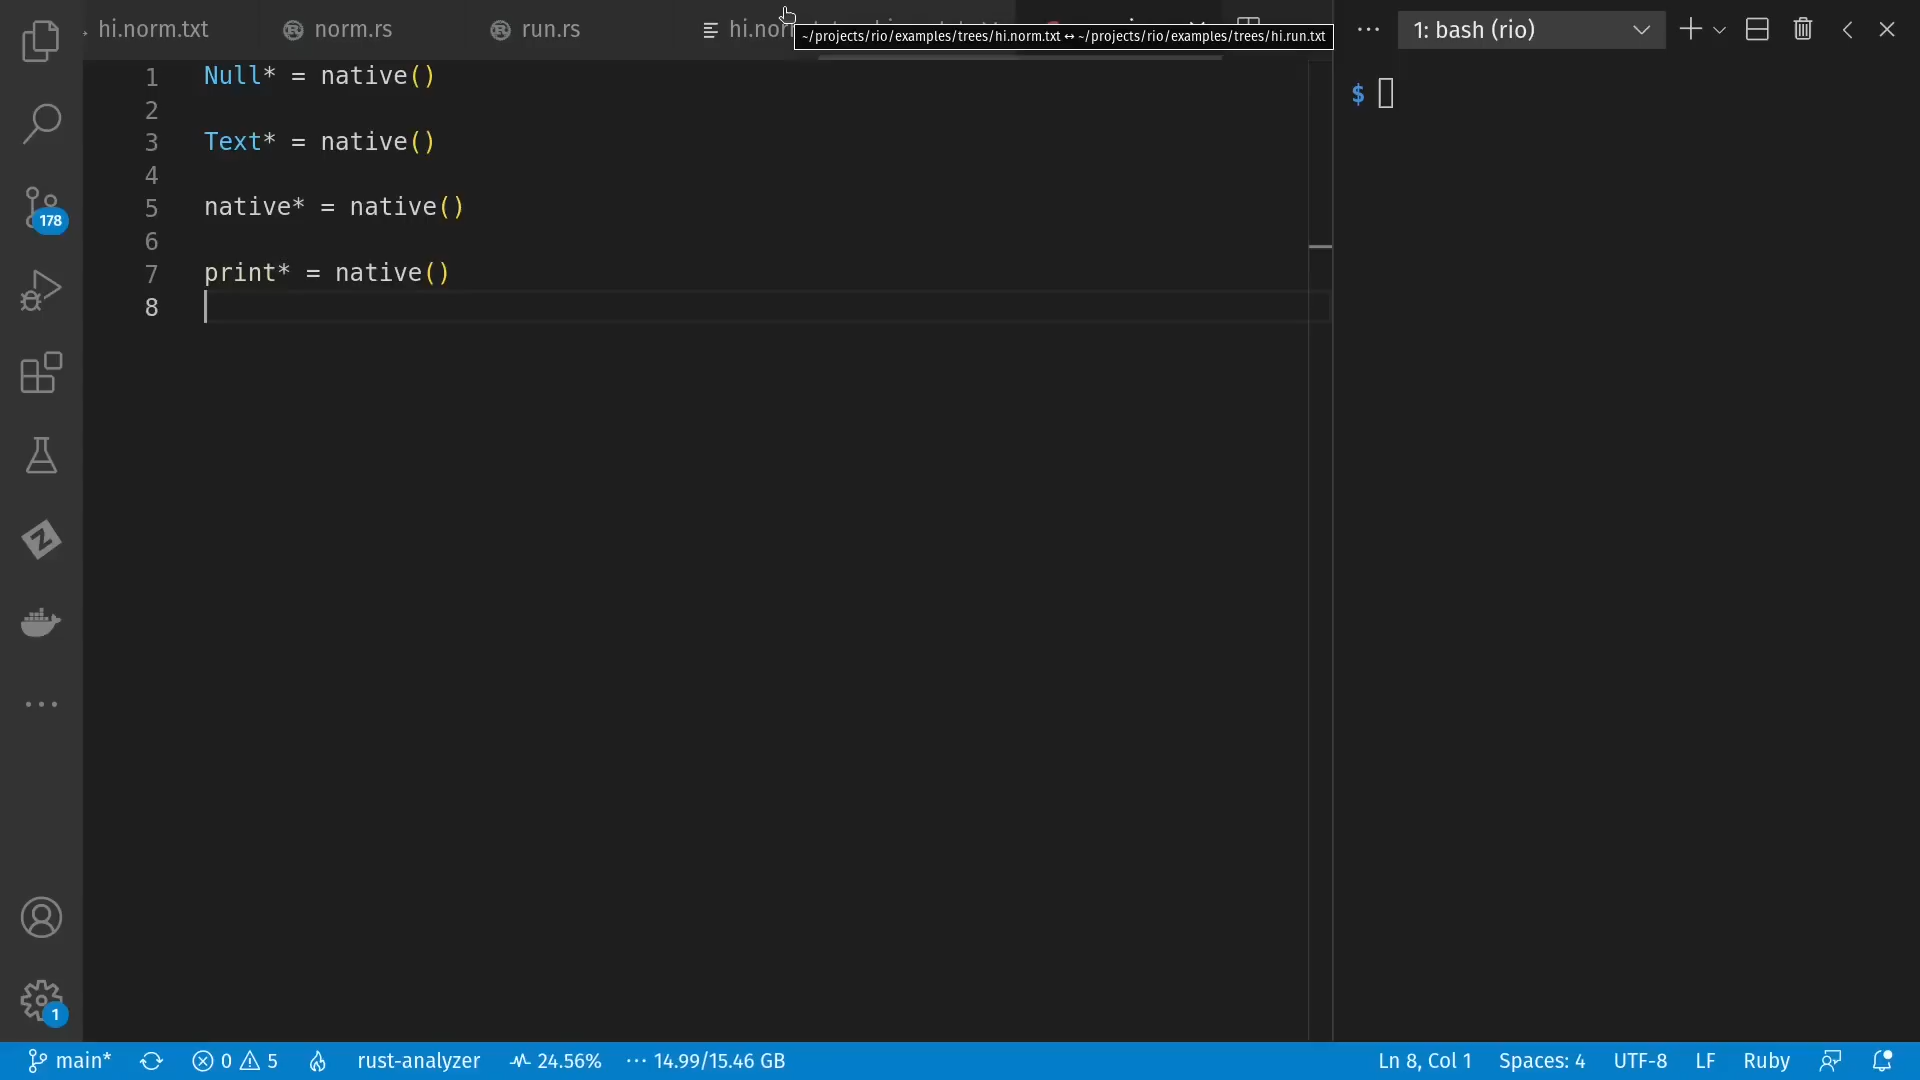 hi.norm.txt norm.rs run.rs
~/projects/rio/examples/trees/hi.norm.txt ↔ ~/projects/rio/examples/trees/hi.run.txt
··· 1: bash (rio)
1 Null* = native()
2
3 Text* = native()
4
5 native* = native()
6
7 print* = native()
8
$
178
1
main* 0 5 rust-analyzer 24.56% ··· 14.99/15.46 GB Ln 8, Col 1 Spaces: 4 UTF-8 LF Ruby